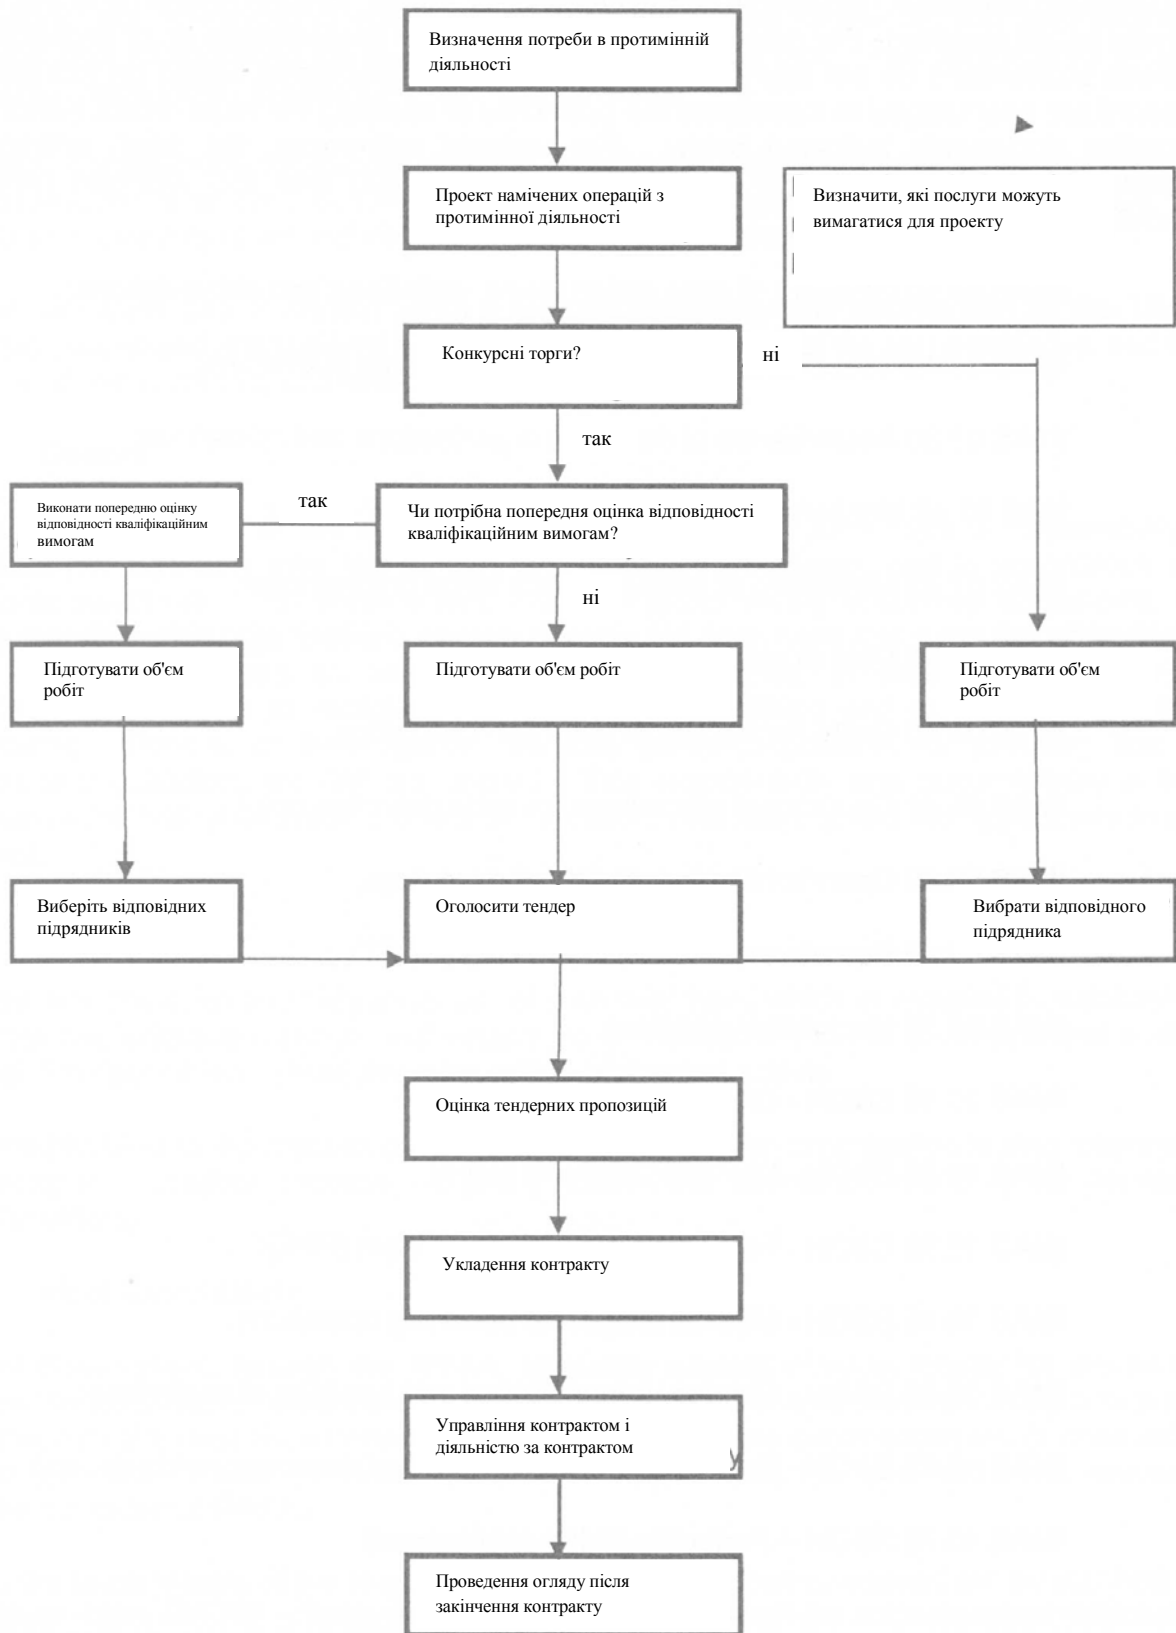 Визначення потреби в протимінній
діяльності
Проект намічених операцій з
протимінної діяльності
Визначити, які послуги можуть
вимагатися для проекту
Конкурсні торги?
ні
так
Виконати попередню оцінку
відповідності кваліфікаційним
вимогам
так
Чи потрібна попередня оцінка відповідності
кваліфікаційним вимогам?
ні
Підготувати об'єм
робіт
Підготувати об'єм робіт
Підготувати об'єм
робіт
Виберіть відповідних
підрядників
Оголосити тендер
Вибрати відповідного
підрядника
Оцінка тендерних пропозицій
Укладення контракту
Управління контрактом і
діяльністю за контрактом
Проведення огляду після
закінчення контракту